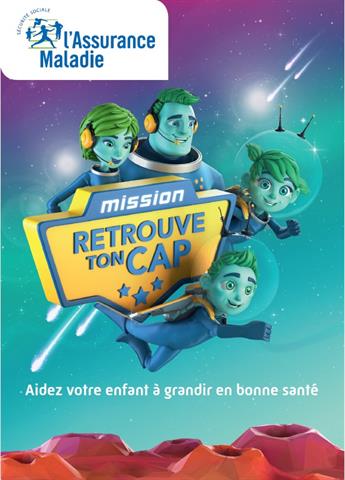 SÉCURITÉ SOCIALE
l'Assurance
Maladie
mission
RETROUVE
TON CAP
Aidez votre enfant à grandir en bonne santé